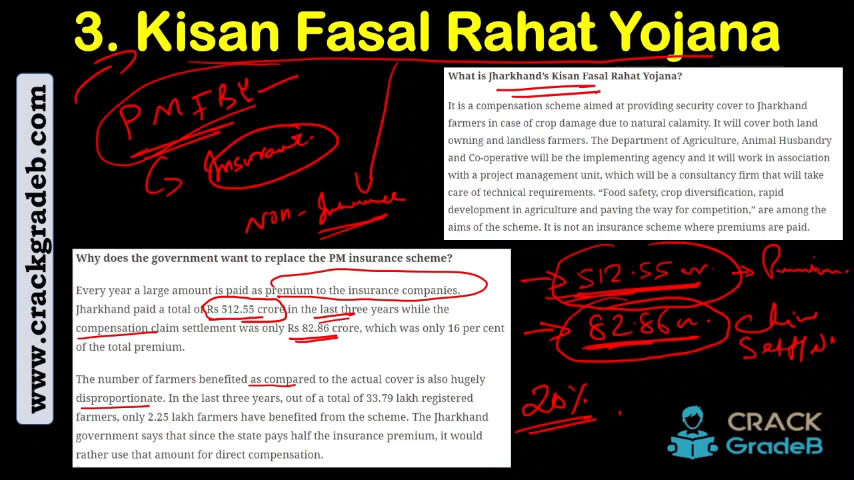 3. Kisan Fasal Rahat Yojana
www.crackgradeb.com
PMFBY
Insurance
Non-Insurance
What is Jharkhand's Kisan Fasal Rahat Yojana?
It is a compensation scheme aimed at providing security cover to Jharkhand
farmers in case of crop damage due to natural calamity. It will cover both land
owning and landless farmers. The Department of Agriculture, Animal Husbandry
and Co-operative will be the implementing agency and it will work in association
with a project management unit, which will be a consultancy firm that will take
care of technical requirements. “Food safety, crop diversification, rapid
development in agriculture and paving the way for competition,” are among the
aims of the scheme. It is not an insurance scheme where premiums are paid.
Why does the government want to replace the PM insurance scheme?
Every year a large amount is paid as premium to the insurance companies.
Jharkhand paid a total of Rs 512.55 crore in the last three years while the
compensation claim settlement was only Rs 82.86 crore, which was only 16 per cent
of the total premium.
The number of farmers benefited as compared to the actual cover is also hugely
disproportionate. In the last three years, out of a total of 33.79 lakh registered
farmers, only 2.25 lakh farmers have benefited from the scheme. The Jharkhand
government says that since the state pays half the insurance premium, it would
rather use that amount for direct compensation.
512.55 cr. Premium
82.86 cr. Claim
20%
CRACK
GradeB